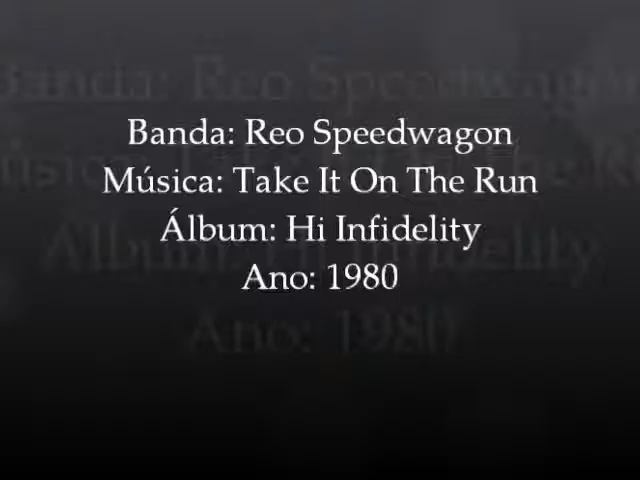 Banda: Reo Speedwagon
Música: Take It On The Run
Álbum: Hi Infidelity
Ano: 1980